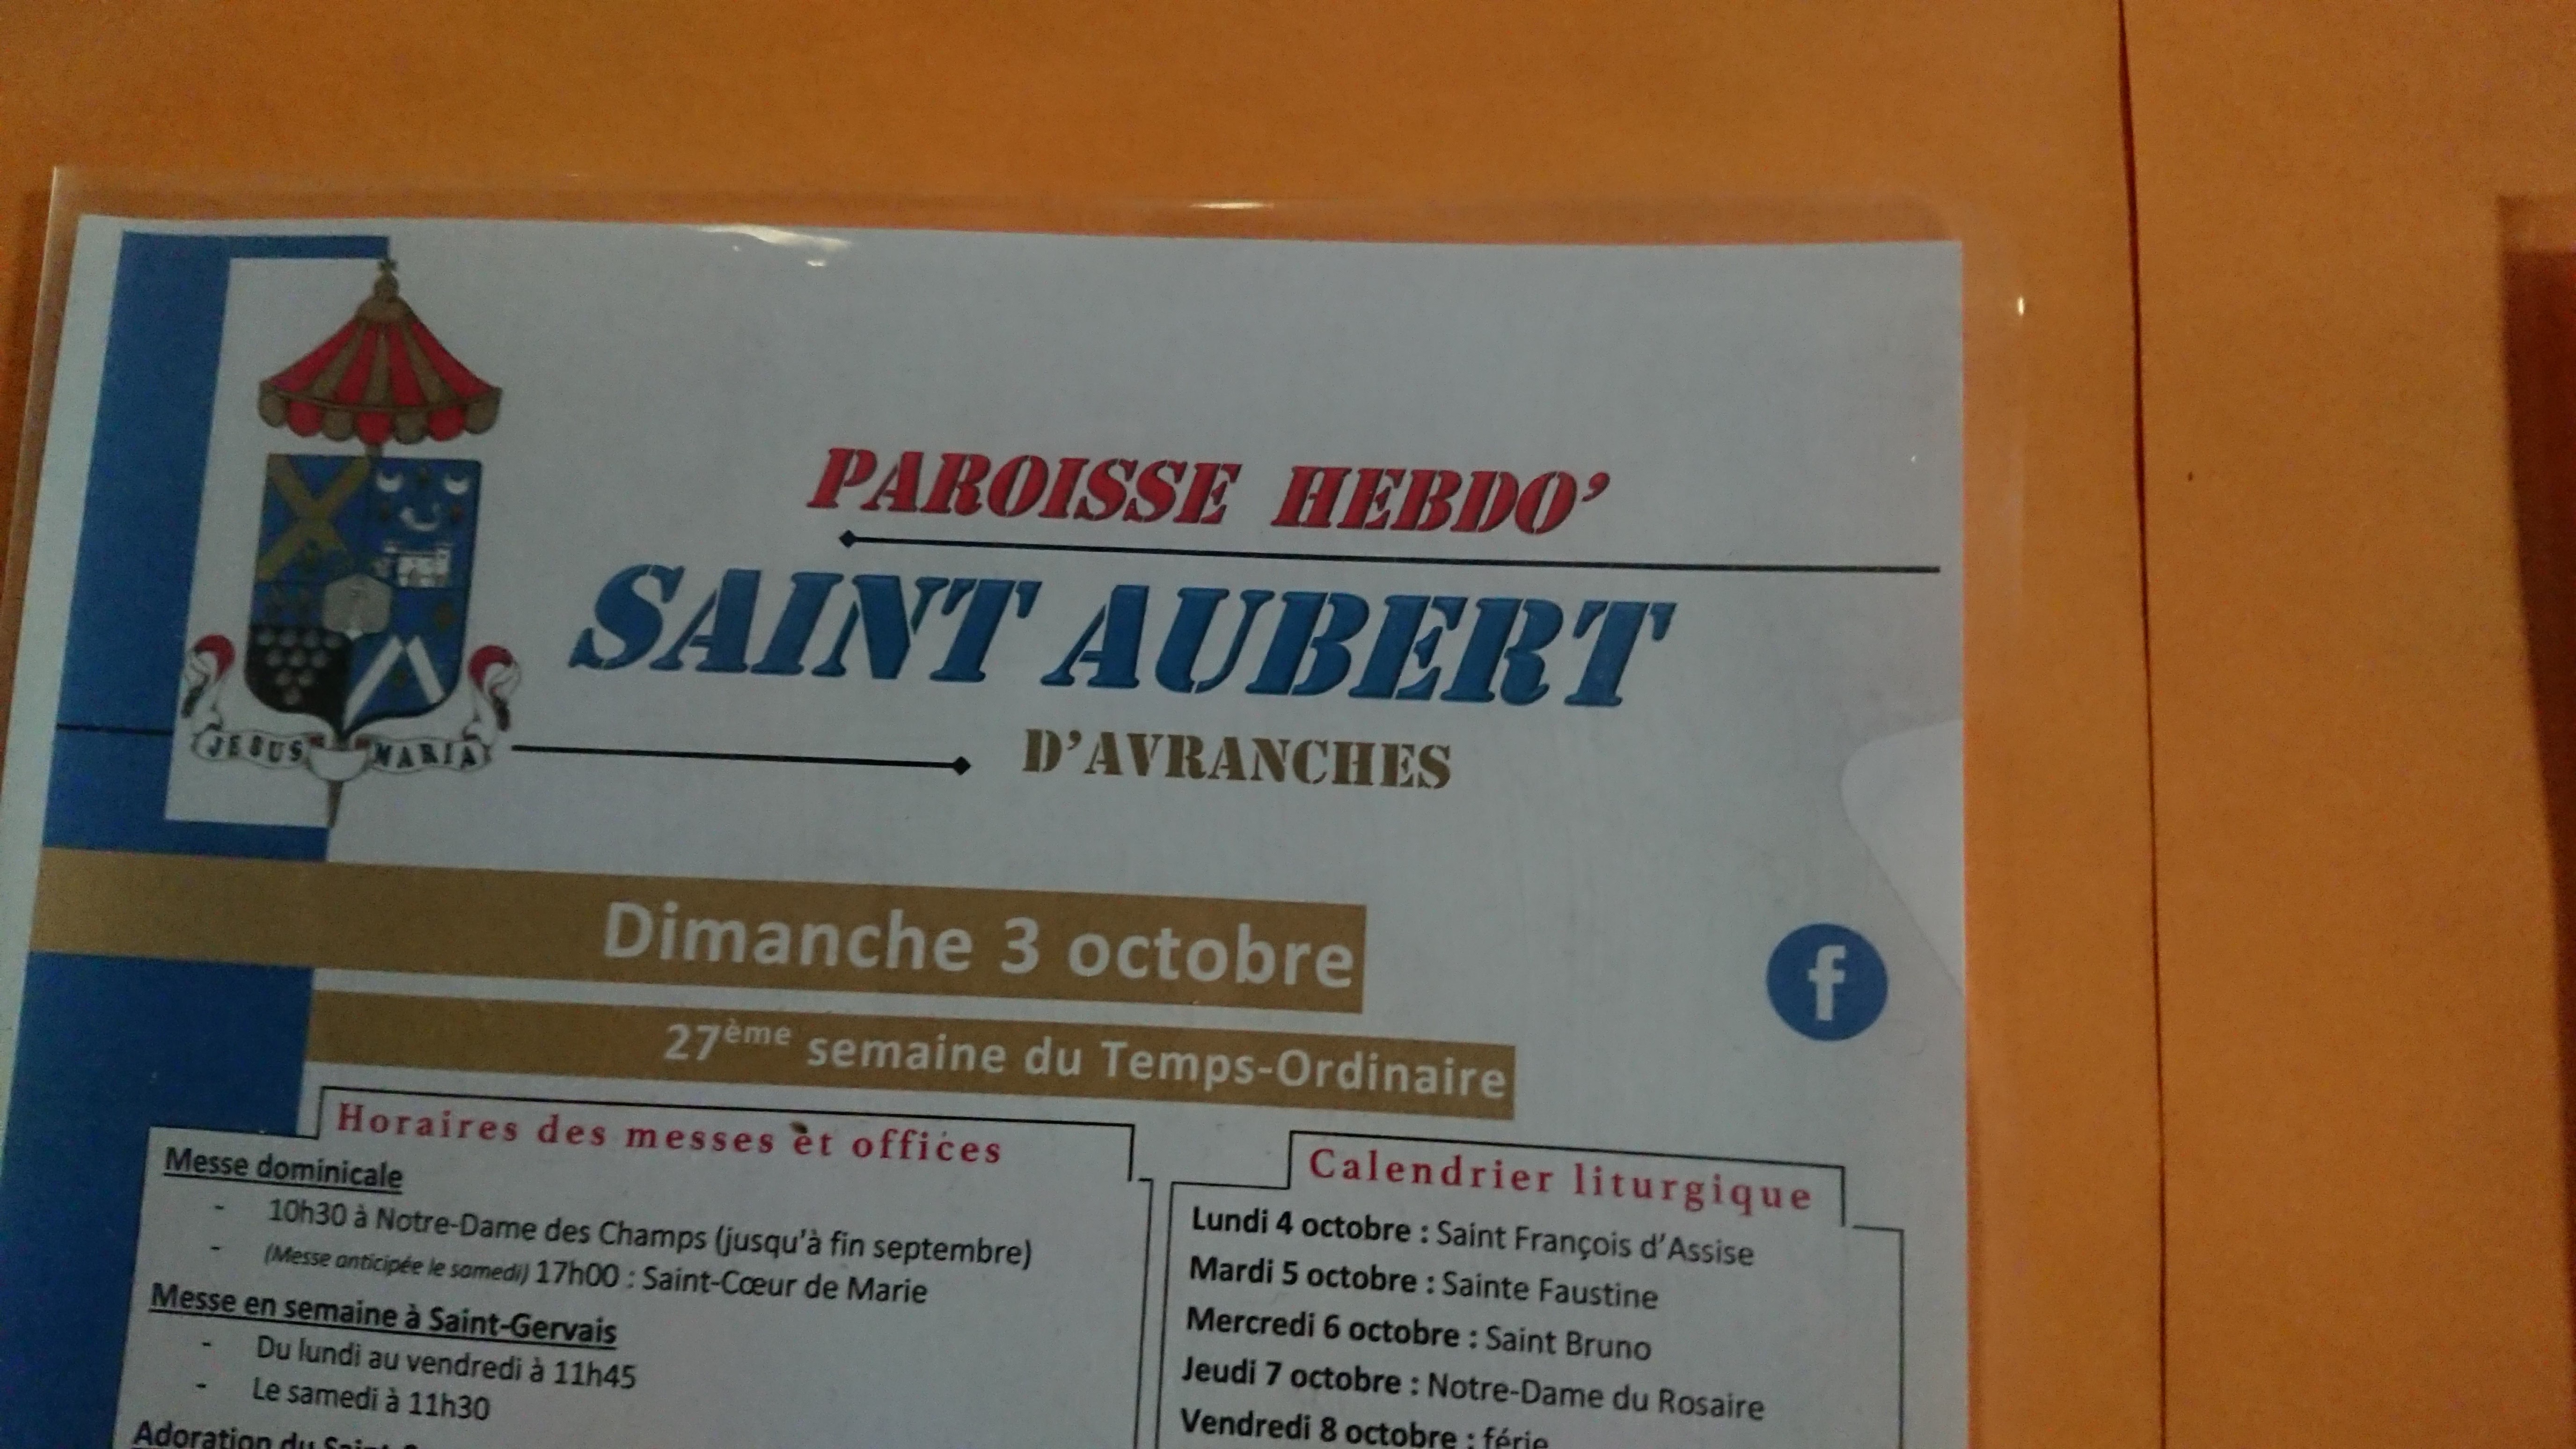 PAROISSE HEBDO'
SAINT AUBERT
D'AVRANCHES
JESUS MARIA
Dimanche 3 octobre
f
27ème semaine du Temps-Ordinaire
Horaires des messes et offices
Messe dominicale
- 10h30 à Notre-Dame des Champs (jusqu'à fin septembre)
- (Messe anticipée le samedi) 17h00 : Saint-Cœur de Marie
Messe en semaine à Saint-Gervais
- Du lundi au vendredi à 11h45
- Le samedi à 11h30
Adoration du
Calendrier liturgique
Lundi 4 octobre : Saint François d'Assise
Mardi 5 octobre : Sainte Faustine
Mercredi 6 octobre : Saint Bruno
Jeudi 7 octobre : Notre-Dame du Rosaire
Vendredi 8 octobre : férie